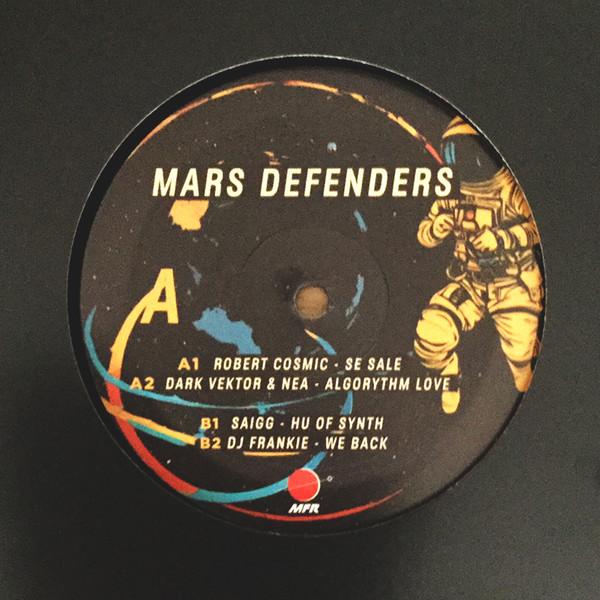 MARS DEFENDERS
A
A1 ROBERT COSMIC - SE SALE
A2 DARK VEKTOR & NEA - ALGORYTHM LOVE
B1 SAIGG - HU OF SYNTH
B2 DJ FRANKIE - WE BACK
MFR